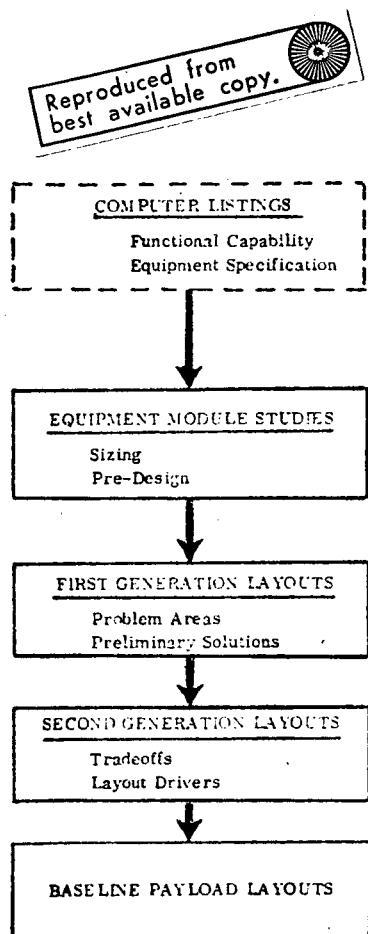 Reproduced from
best available copy.
COMPUTER LISTINGS
Functional Capability
Equipment Specification
EQUIPMENT MODULE STUDIES
Sizing
Pre-Design
FIRST GENERATION LAYOUTS
Problem Areas
Preliminary Solutions
SECOND GENERATION LAYOUTS
Tradeoffs
Layout Drivers
BASELINE PAYLOAD LAYOUTS